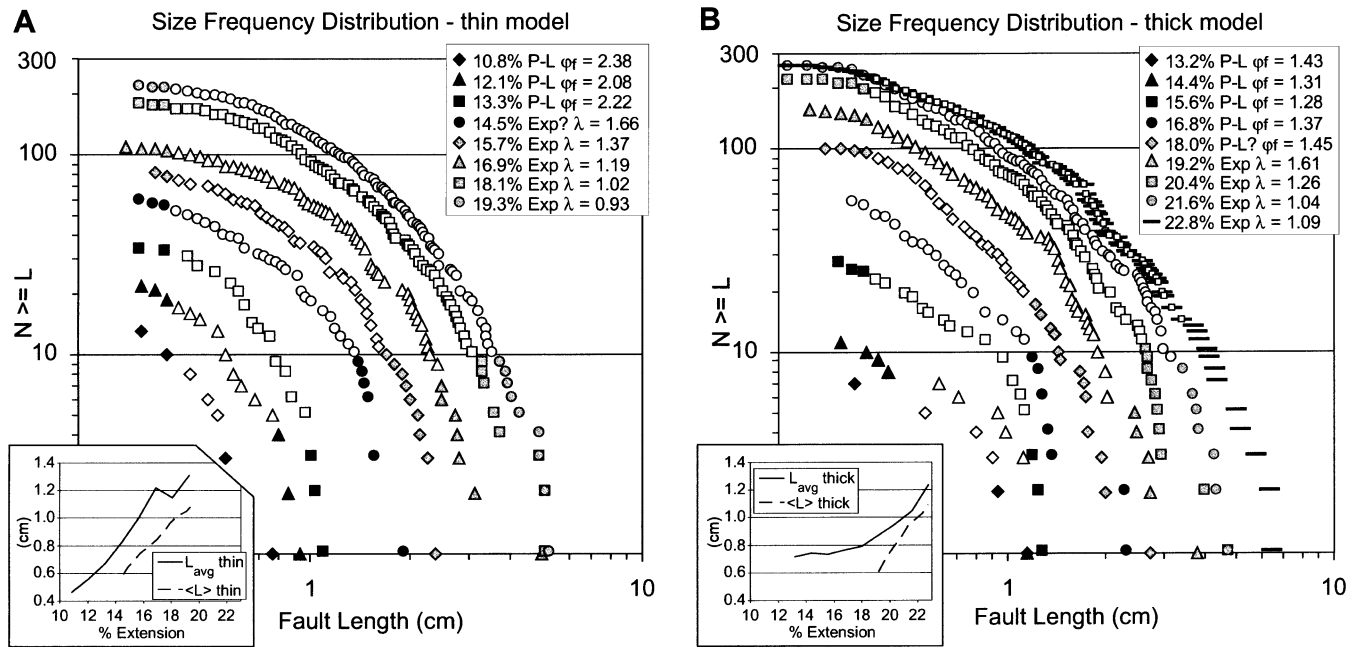 A
Size Frequency Distribution - thin model
10.8% P-L φf = 2.38
12.1% P-L φf = 2.08
13.3% P-L φf = 2.22
14.5% Exp? λ = 1.66
15.7% Exp λ = 1.37
16.9% Exp λ = 1.19
18.1% Exp λ = 1.02
19.3% Exp λ = 0.93
300
100
10
N >= L
1
10
Fault Length (cm)
1.4
1.2
1.0
0.8
0.6
0.4
(cm)
Lavg thin
<L> thin
10 12 14 16 18 20 22
% Extension
B
Size Frequency Distribution - thick model
13.2% P-L φf = 1.43
14.4% P-L φf = 1.31
15.6% P-L φf = 1.28
16.8% P-L φf = 1.37
18.0% P-L? φf = 1.45
19.2% Exp λ = 1.61
20.4% Exp λ = 1.26
21.6% Exp λ = 1.04
22.8% Exp λ = 1.09
300
100
10
N >= L
1
10
Fault Length (cm)
1.4
1.2
1.0
0.8
0.6
0.4
(cm)
Lavg thick
<L> thick
10 12 14 16 18 20 22
% Extension